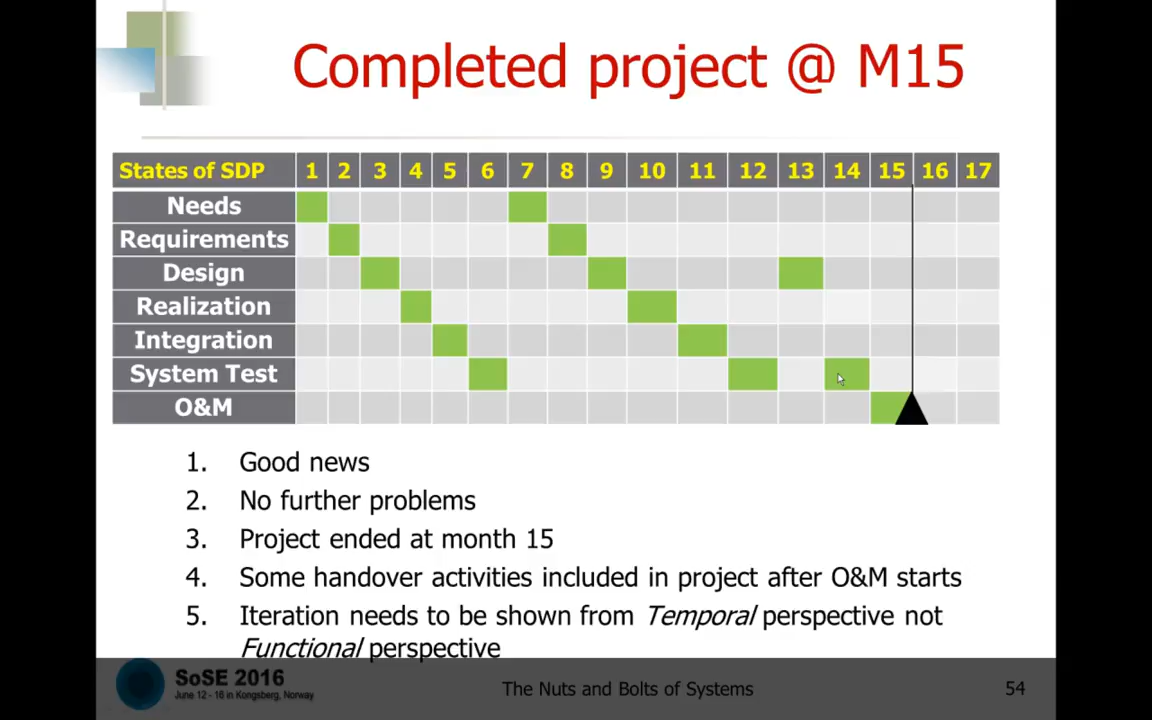 Completed project @ M15
States of SDP 1 2 3 4 5 6 7 8 9 10 11 12 13 14 15 16 17
Needs
Requirements
Design
Realization
Integration
System Test
O&M
1. Good news
2. No further problems
3. Project ended at month 15
4. Some handover activities included in project after O&M starts
5. Iteration needs to be shown from Temporal perspective not
Functional perspective
SoSE 2016
June 12 - 16 in Kongsberg, Norway
The Nuts and Bolts of Systems
54